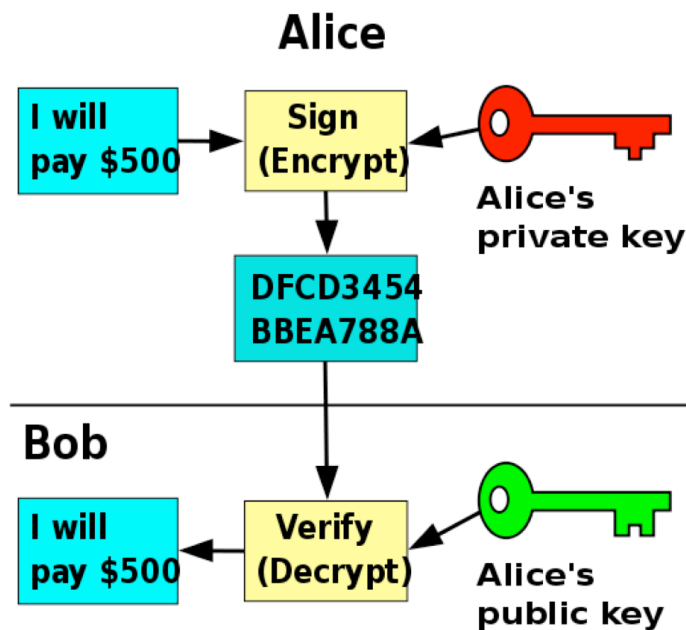 Alice
I will
pay $500
Sign
(Encrypt)
Alice's
private key
DFCD3454
BBEA788A
Bob
I will
pay $500
Verify
(Decrypt)
Alice's
public key